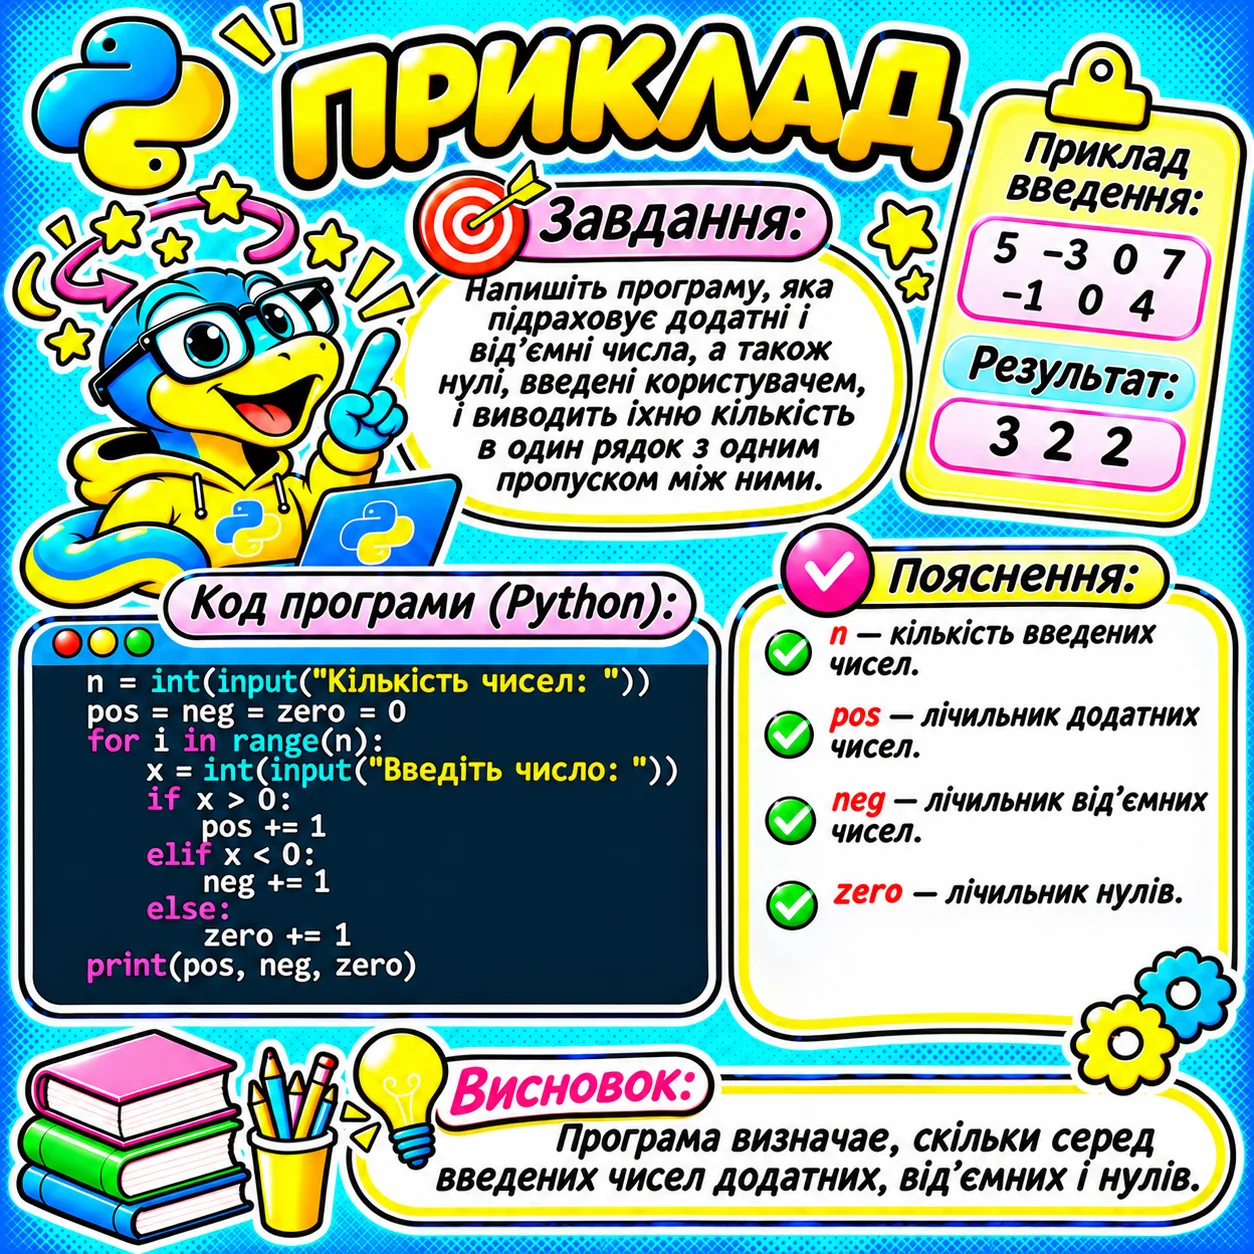 ПРИКЛАД
Завдання:
Напишіть програму, яка
підраховує додатні і
від’ємні числа, а також
нулі, введені користувачем,
і виводить їхню кількість
в один рядок з одним
пропуском між ними.
Приклад
введення:
5 -3 0 7
-1 0 4
Результат:
3 2 2
Код програми (Python):
n = int(input("Кількість чисел: "))
pos = neg = zero = 0
for i in range(n):
    x = int(input("Введіть число: "))
    if x > 0:
        pos += 1
    elif x < 0:
        neg += 1
    else:
        zero += 1
print(pos, neg, zero)
Пояснення:
n — кількість введених
чисел.
pos — лічильник додатних
чисел.
neg — лічильник від’ємних
чисел.
zero — лічильник нулів.
Висновок:
Програма визначае, скільки серед
введених чисел додатних, від’ємних і нулів.